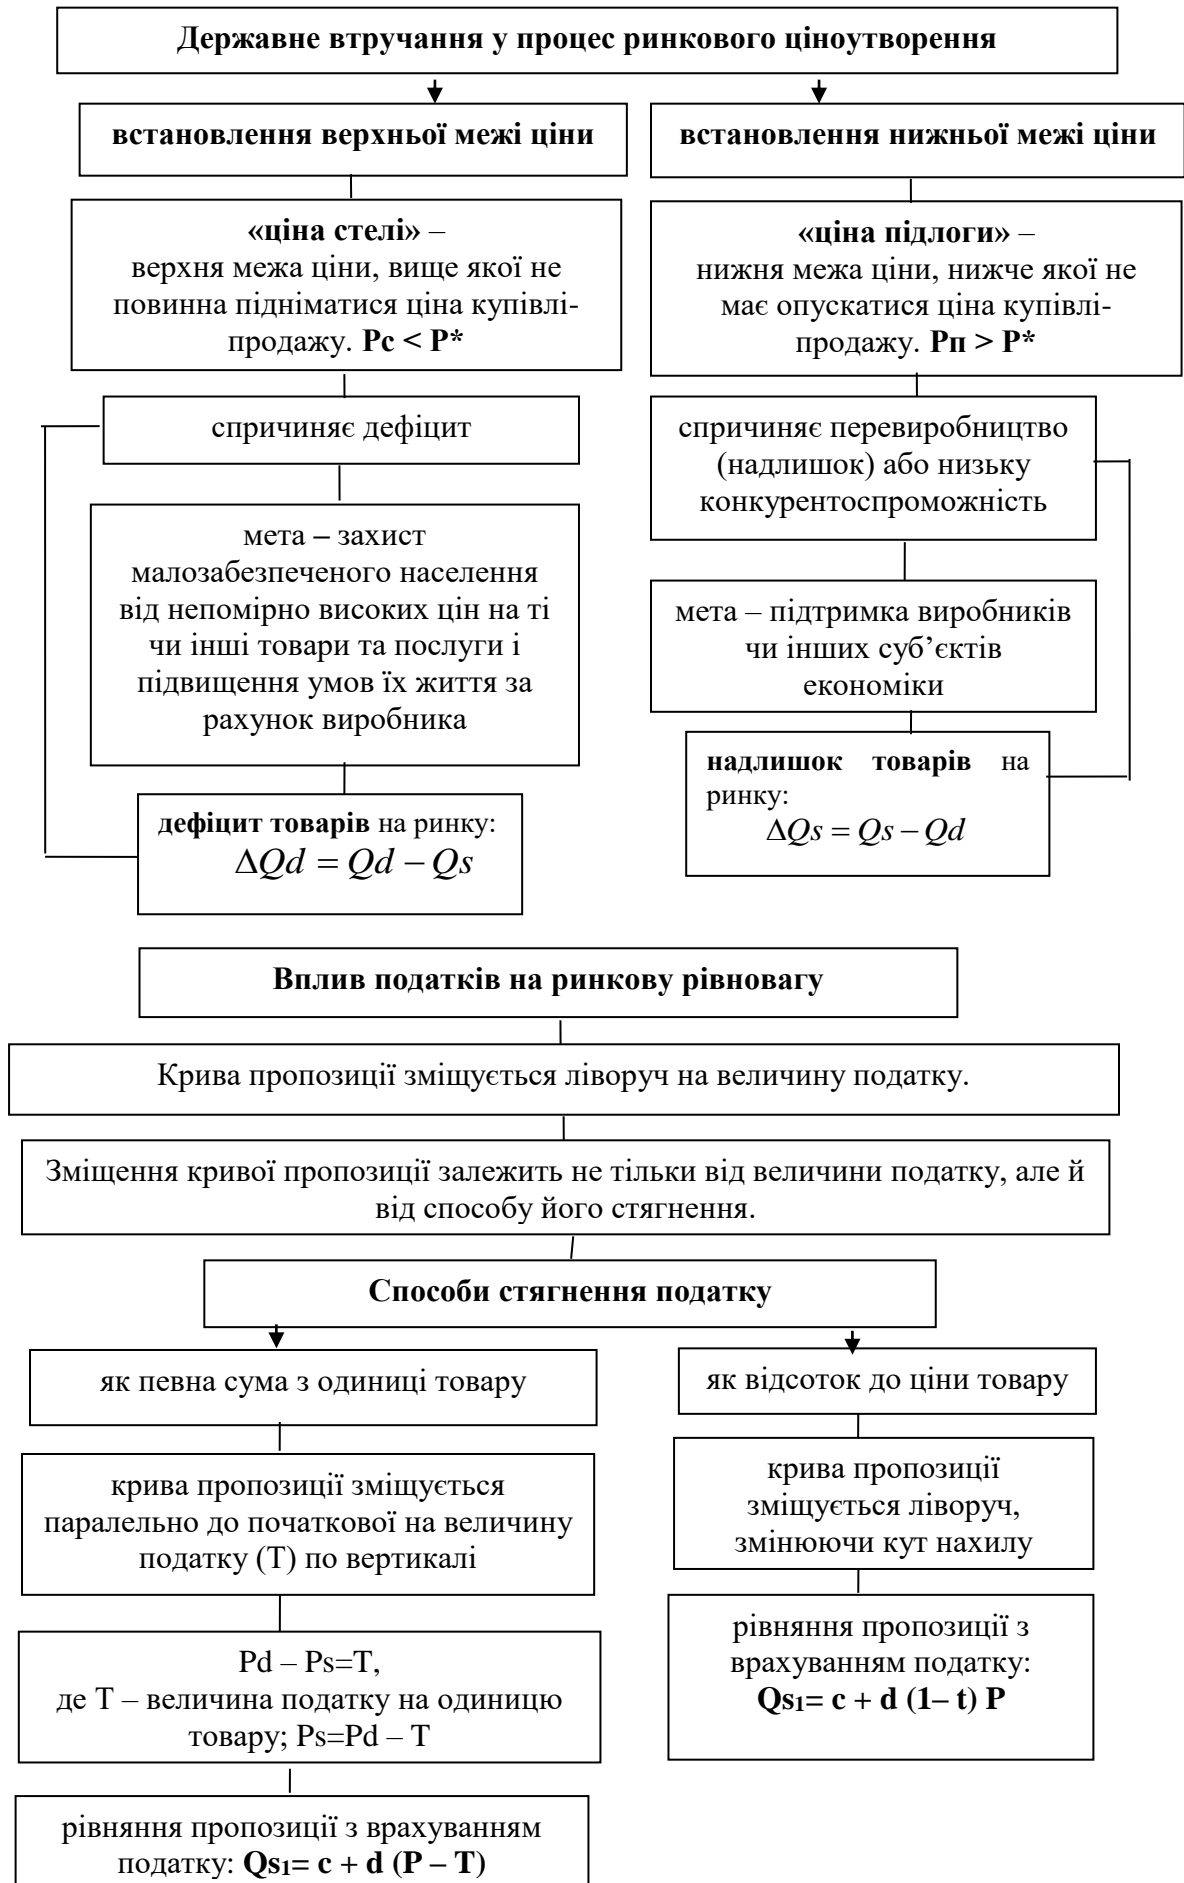 Державне втручання у процес ринкового ціноутворення
встановлення верхньої межі ціни
«ціна стелі» –
верхня межа ціни, вище якої не
повинна підніматися ціна купівлі-
продажу. Рс < Р*
спричиняє дефіцит
мета – захист
малозабезпеченого населення
від непомірно високих цін на ті
чи інші товари та послуги і
підвищення умов їх життя за
рахунок виробника
дефіцит товарів на ринку:
ΔQd = Qd − Qs
встановлення нижньої межі ціни
«ціна підлоги» –
нижня межа ціни, нижче якої не
має опускатися ціна купівлі-
продажу. Рп > Р*
спричиняє перевиробництво
(надлишок) або низьку
конкурентоспроможність
мета – підтримка виробників
чи інших суб’єктів
економіки
надлишок товарів на
ринку:
ΔQs = Qs − Qd
Вплив податків на ринкову рівновагу
Крива пропозиції зміщується ліворуч на величину податку.
Зміщення кривої пропозиції залежить не тільки від величини податку, але й
від способу його стягнення.
Способи стягнення податку
як певна сума з одиниці товару
крива пропозиції зміщується
паралельно до початкової на величину
податку (Т) по вертикалі
Pd – Ps=T,
де Т – величина податку на одиницю
товару; Ps=Pd – T
рівняння пропозиції з врахуванням
податку: Qs₁= c + d (P – T)
як відсоток до ціни товару
крива пропозиції
зміщується ліворуч,
змінюючи кут нахилу
рівняння пропозиції з
врахуванням податку:
Qs₁= c + d (1– t) P